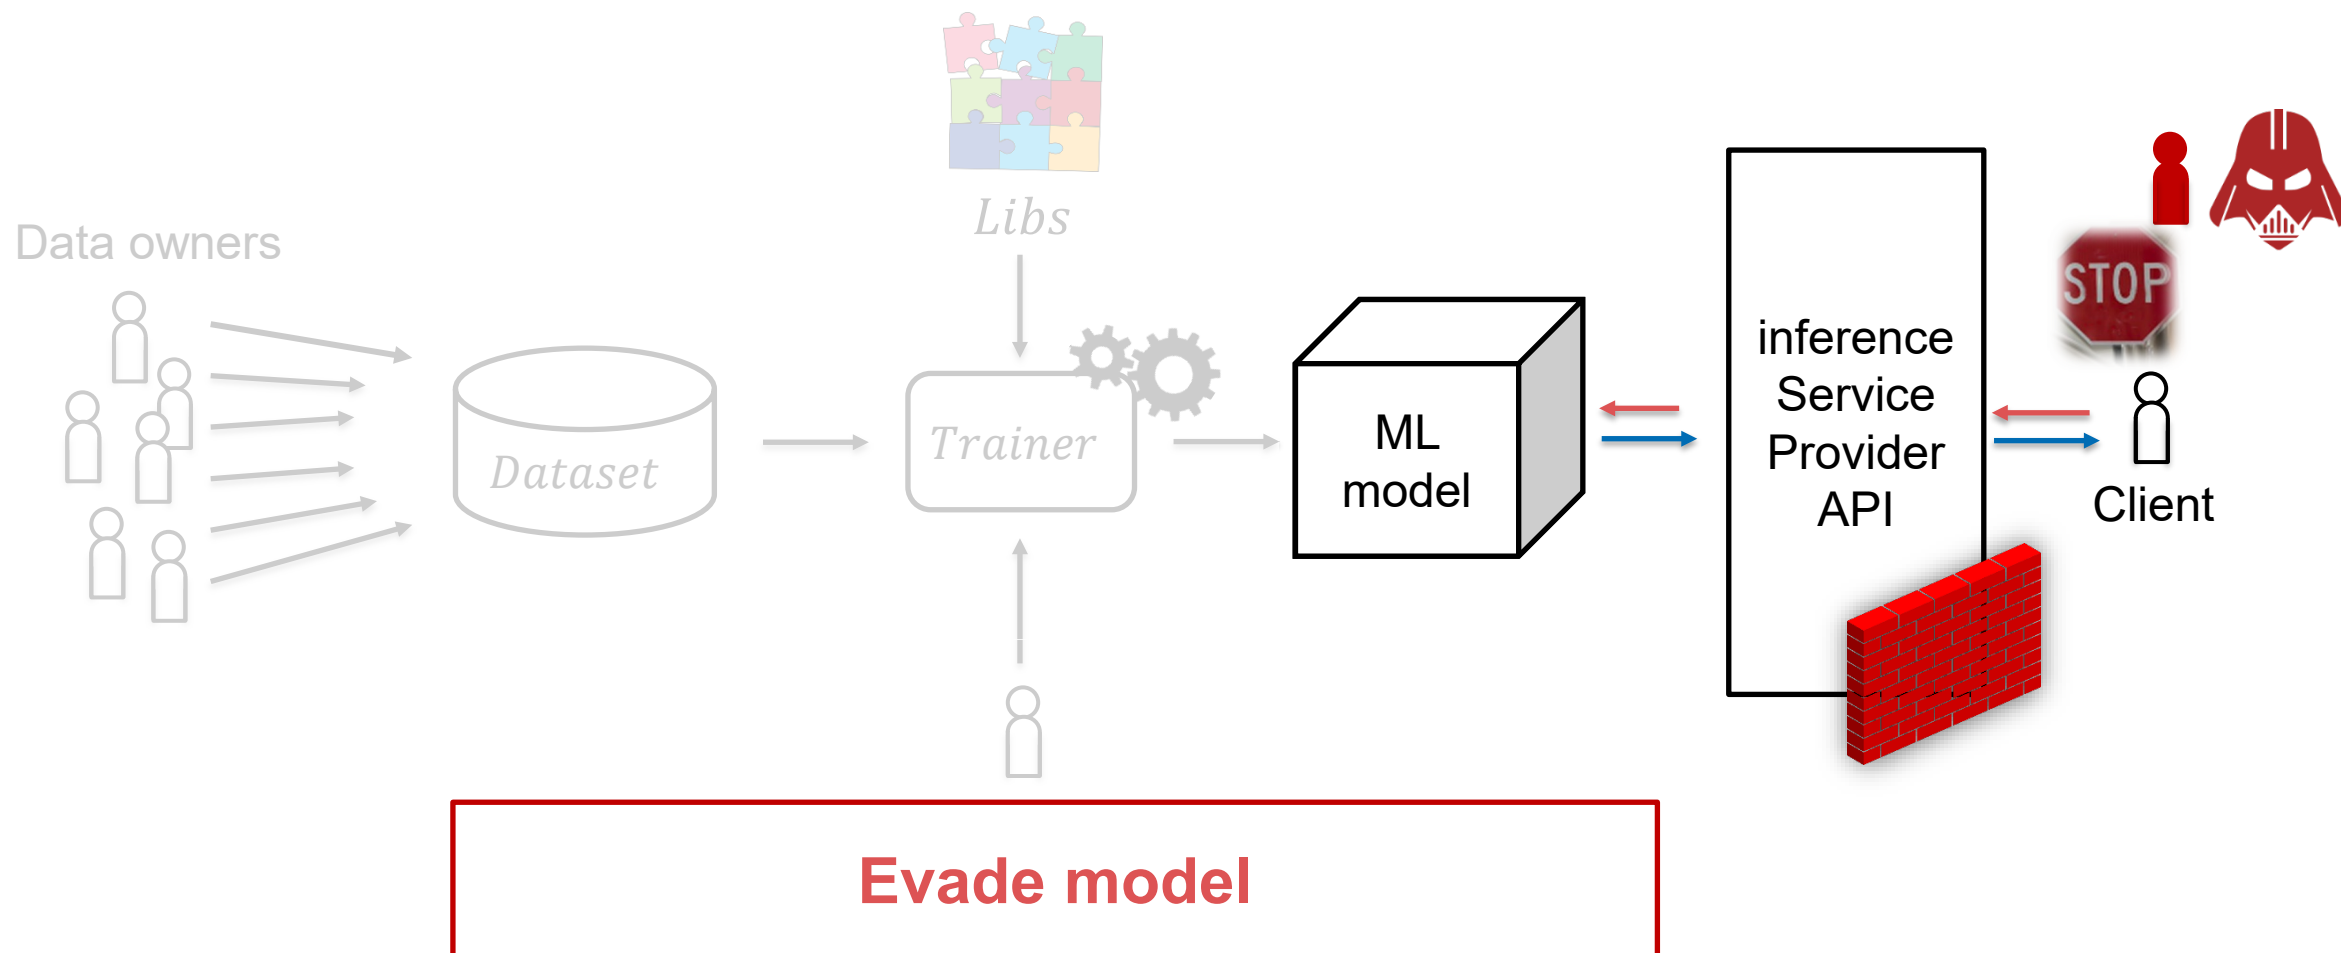 Libs
Data owners
STOP
inference
Service
Provider
API
Dataset
Trainer
ML
model
Client
Evade model